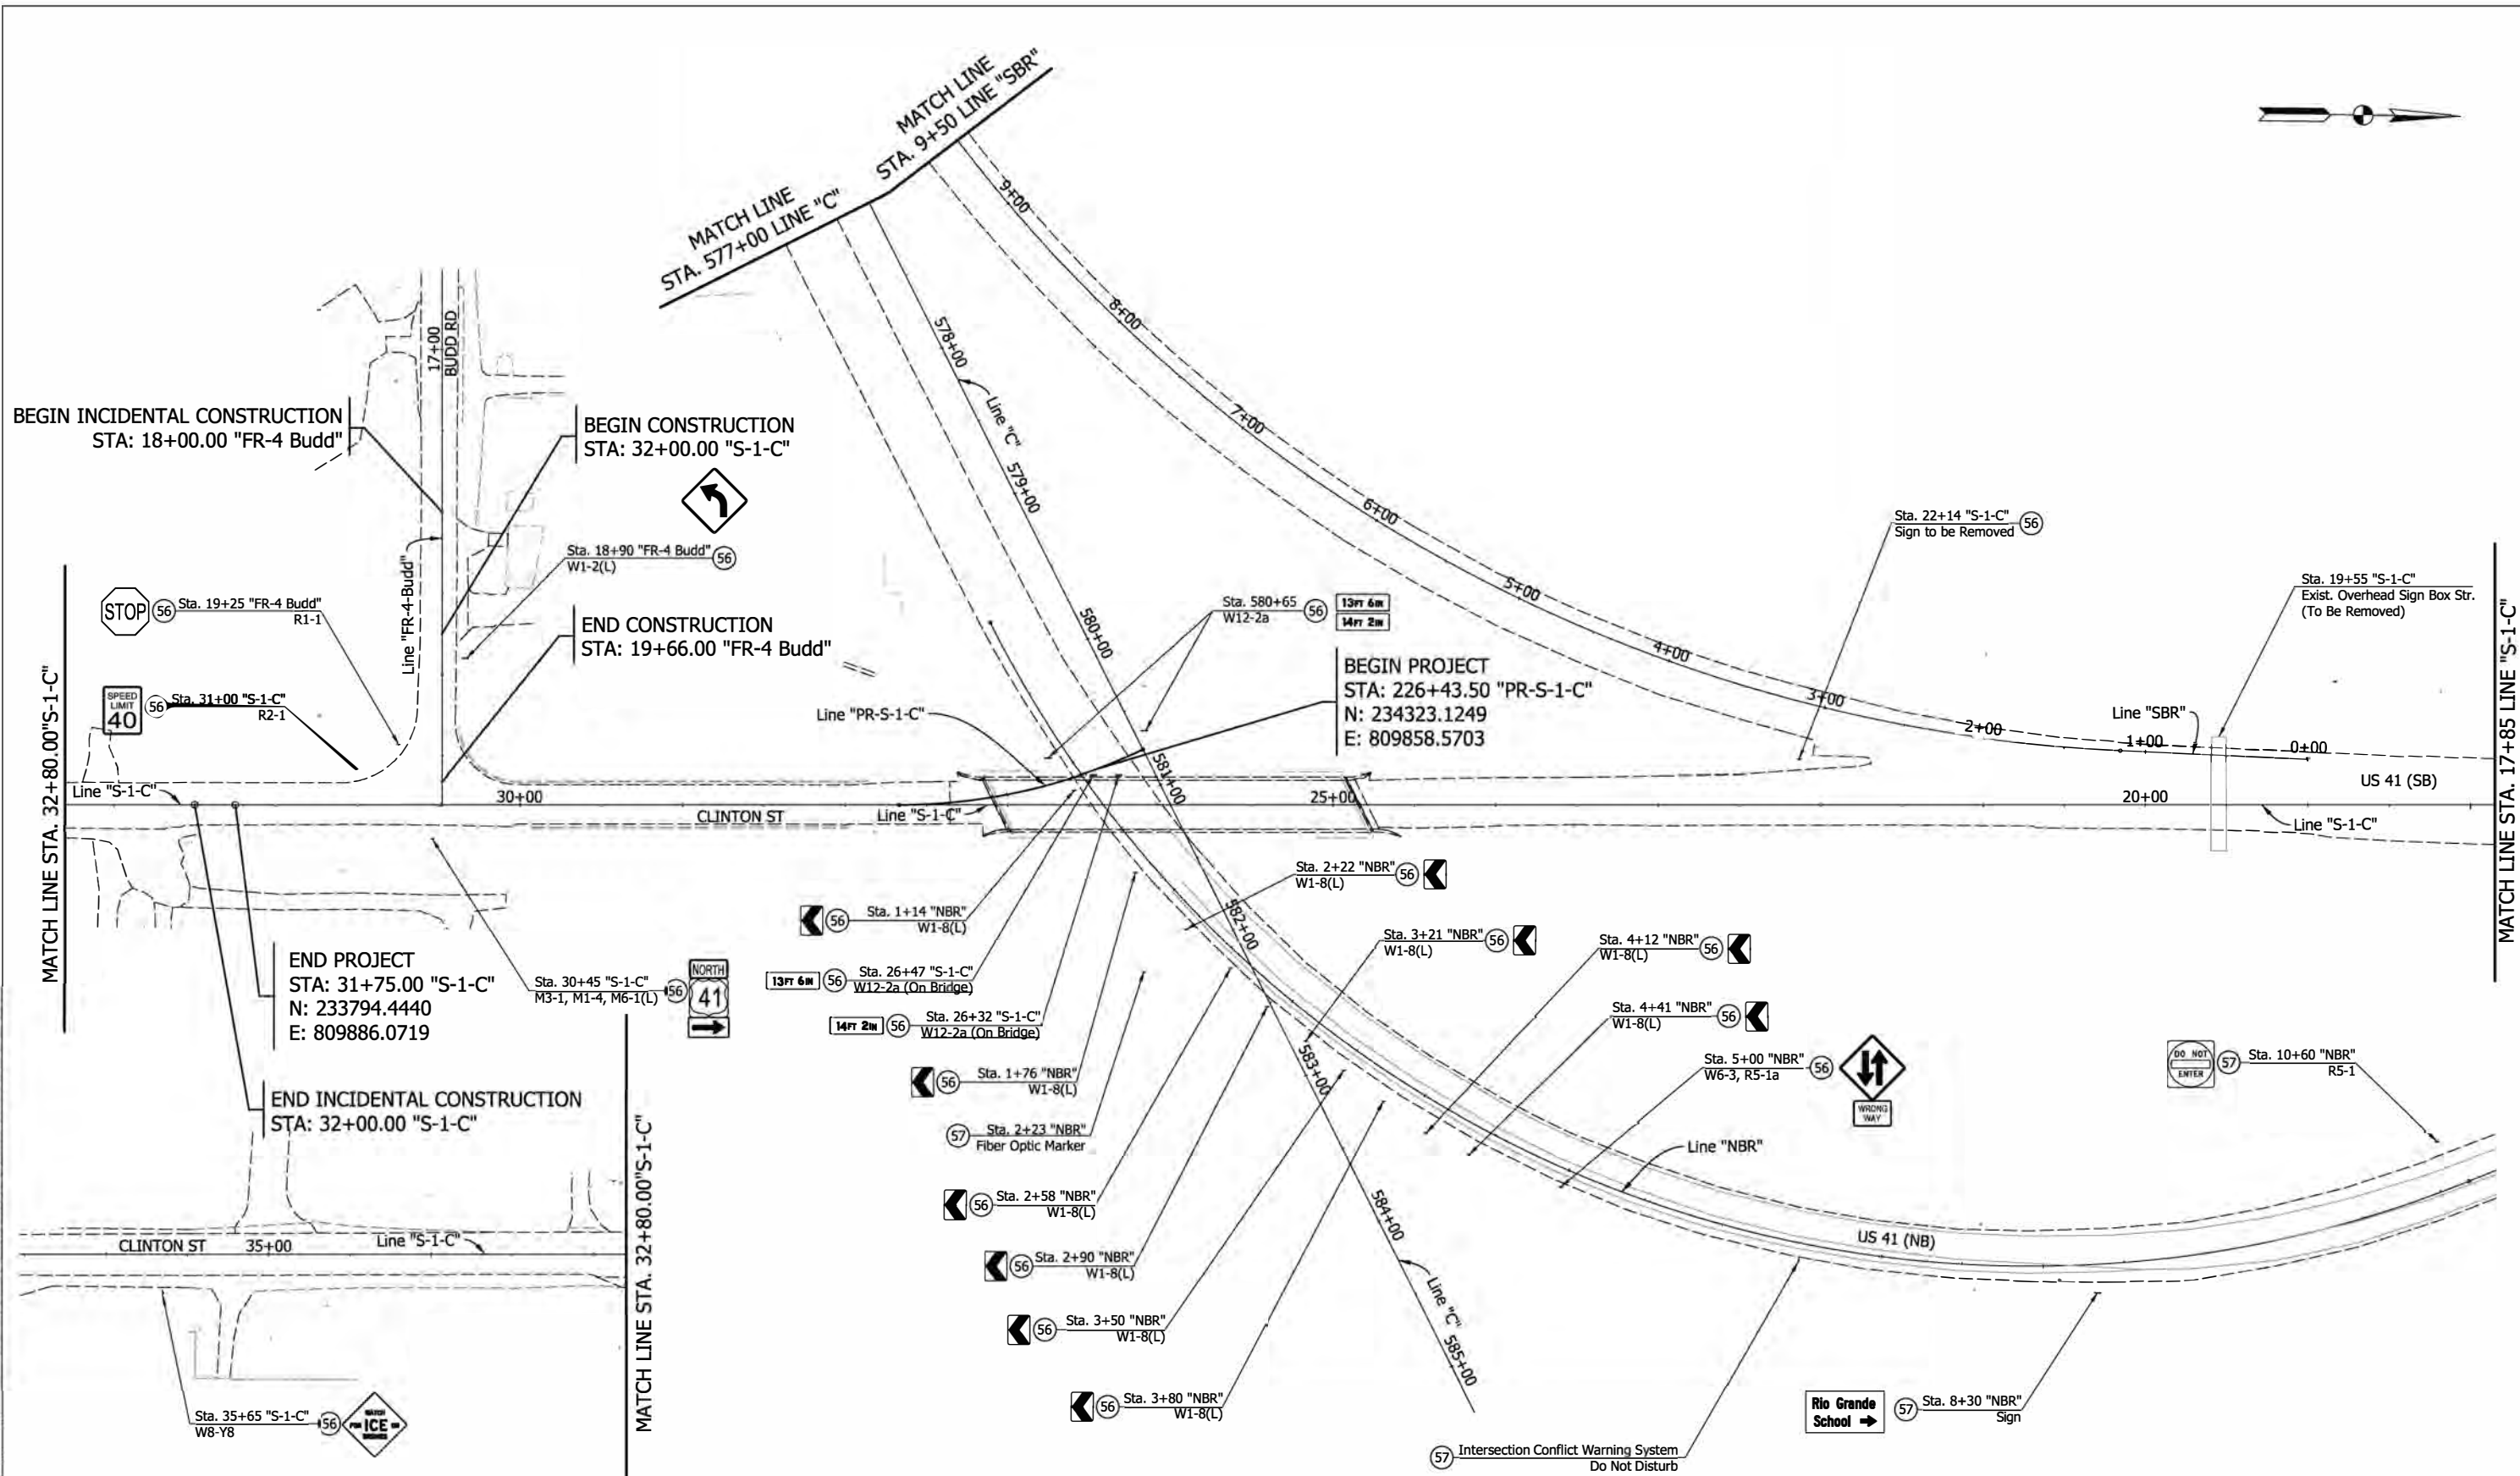 MATCH LINE
STA. 9+50 LINE "SBR"
MATCH LINE
STA. 577+00 LINE "C"
9+00
8+00
7+00
6+00
5+00
4+00
3+00
2+00
1+00
0+00
578+00
Line "C"
579+00
580+00
581+00
582+00
583+00
584+00
Line "C"
585+00
17+00
BUDD RD
BEGIN INCIDENTAL CONSTRUCTION
STA: 18+00.00 "FR-4 Budd"
BEGIN CONSTRUCTION
STA: 32+00.00 "S-1-C"
Sta. 18+90 "FR-4 Budd"
W1-2(L)
56
Line "FR-4-Budd"
STOP
56
Sta. 19+25 "FR-4 Budd"
R1-1
END CONSTRUCTION
STA: 19+66.00 "FR-4 Budd"
SPEED
LIMIT
40
56
Sta. 31+00 "S-1-C"
R2-1
MATCH LINE STA. 32+80.00"S-1-C"
Line "S-1-C"
30+00
CLINTON ST
Line "S-1-C"
Line "PR-S-1-C"
Sta. 580+65
W12-2a
56
13FT 6IN
14FT 2IN
BEGIN PROJECT
STA: 226+43.50 "PR-S-1-C"
N: 234323.1249
E: 809858.5703
Sta. 22+14 "S-1-C"
Sign to be Removed
56
Sta. 19+55 "S-1-C"
Exist. Overhead Sign Box Str.
(To Be Removed)
Line "SBR"
US 41 (SB)
25+00
20+00
Line "S-1-C"
MATCH LINE STA. 17+85 LINE "S-1-C"
END PROJECT
STA: 31+75.00 "S-1-C"
N: 233794.4440
E: 809886.0719
Sta. 30+45 "S-1-C"
M3-1, M1-4, M6-1(L)
56
NORTH
41
END INCIDENTAL CONSTRUCTION
STA: 32+00.00 "S-1-C"
56
Sta. 1+14 "NBR"
W1-8(L)
13FT 6IN
56
Sta. 26+47 "S-1-C"
W12-2a (On Bridge)
14FT 2IN
56
Sta. 26+32 "S-1-C"
W12-2a (On Bridge)
56
Sta. 1+76 "NBR"
W1-8(L)
57
Sta. 2+23 "NBR"
Fiber Optic Marker
56
Sta. 2+58 "NBR"
W1-8(L)
56
Sta. 2+90 "NBR"
W1-8(L)
56
Sta. 3+50 "NBR"
W1-8(L)
56
Sta. 3+80 "NBR"
W1-8(L)
Sta. 2+22 "NBR"
W1-8(L)
56
Sta. 3+21 "NBR"
W1-8(L)
56
Sta. 4+12 "NBR"
W1-8(L)
56
Sta. 4+41 "NBR"
W1-8(L)
56
Sta. 5+00 "NBR"
W6-3, R5-1a
56
WRONG
WAY
DO NOT
ENTER
57
Sta. 10+60 "NBR"
R5-1
Line "NBR"
US 41 (NB)
Rio Grande
School
57
Sta. 8+30 "NBR"
Sign
57
Intersection Conflict Warning System
Do Not Disturb
CLINTON ST
35+00
Line "S-1-C"
MATCH LINE STA. 32+80.00"S-1-C"
Sta. 35+65 "S-1-C"
W8-Y8
56
WATCH
FOR ICE ON
BRIDGES